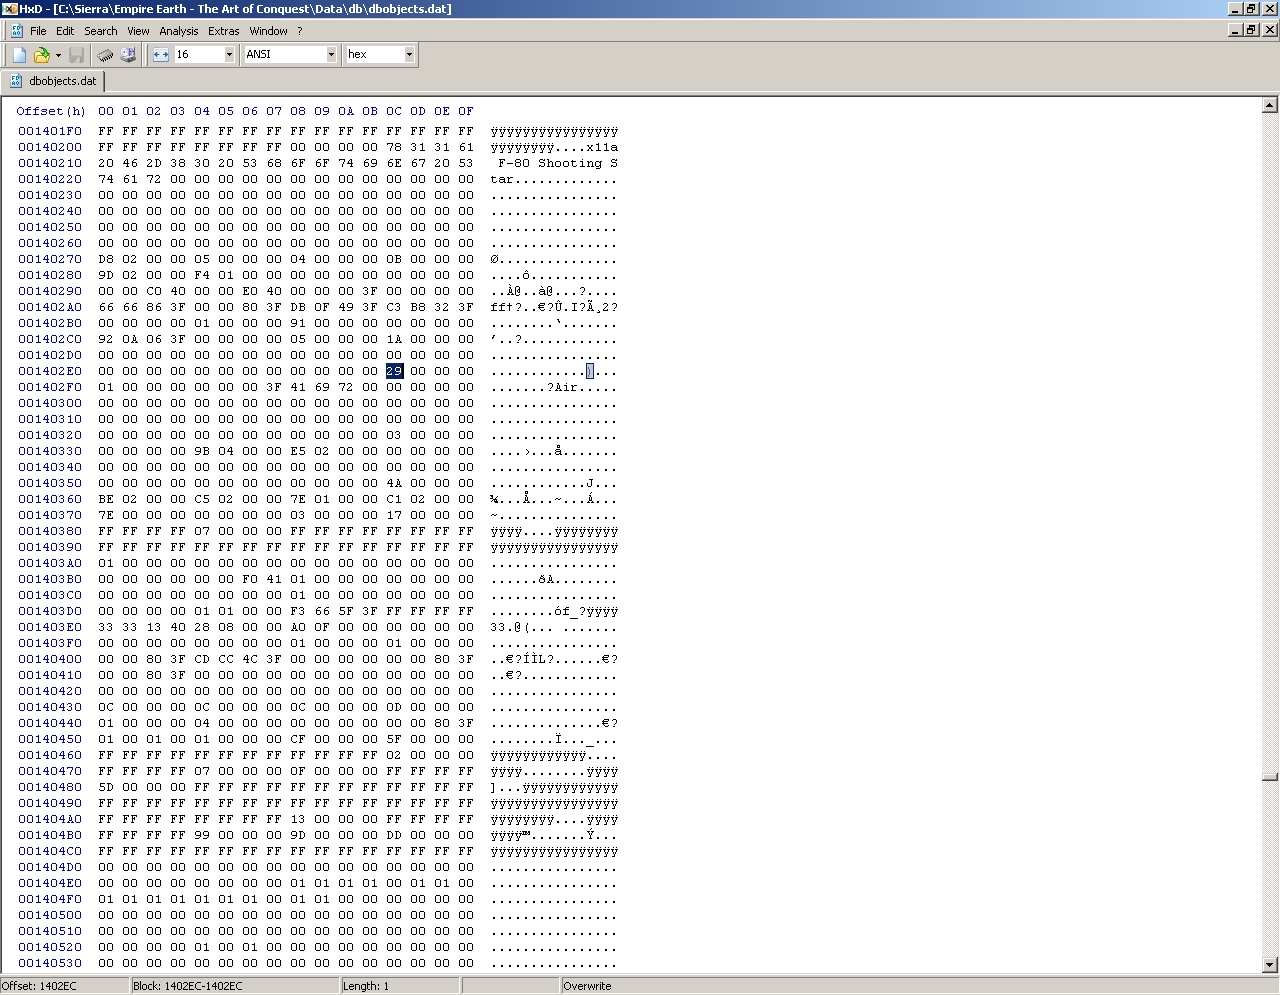 HxD - [C:\Sierra\Empire Earth - The Art of Conquest\Data\db\dbobjects.dat]
File Edit Search View Analysis Extras Window ?
16 ANSI hex
dbobjects.dat
Offset(h) 00 01 02 03 04 05 06 07 08 09 0A 0B 0C 0D 0E 0F
001401F0 FF FF FF FF FF FF FF FF FF FF FF FF FF FF FF FF ÿÿÿÿÿÿÿÿÿÿÿÿÿÿÿÿ
00140200 FF FF FF FF FF FF FF FF 00 00 00 00 78 31 31 61 ÿÿÿÿÿÿÿÿ....x11a
00140210 20 46 2D 38 30 20 53 68 6F 6F 74 69 6E 67 20 53 F-80 Shooting S
00140220 74 61 72 00 00 00 00 00 00 00 00 00 00 00 00 00 tar.............
00140230 00 00 00 00 00 00 00 00 00 00 00 00 00 00 00 00 ................
00140240 00 00 00 00 00 00 00 00 00 00 00 00 00 00 00 00 ................
00140250 00 00 00 00 00 00 00 00 00 00 00 00 00 00 00 00 ................
00140260 00 00 00 00 00 00 00 00 00 00 00 00 00 00 00 00 ................
00140270 D8 02 00 00 05 00 00 00 04 00 00 00 0B 00 00 00 Ø...............
00140280 9D 02 00 00 F4 01 00 00 00 00 00 00 00 00 00 00 ....ô...........
00140290 00 00 C0 40 00 00 E0 40 00 00 00 3F 00 00 00 00 ..À@..à@...?....
001402A0 66 66 86 3F 00 00 80 3F DB 0F 49 3F C3 B8 32 3F ff†?..€?Û.I?Ã¸2?
001402B0 00 00 00 00 01 00 00 00 91 00 00 00 00 00 00 00 ........‘.......
001402C0 92 0A 06 3F 00 00 00 00 05 00 00 00 1A 00 00 00 ’..?............
001402D0 00 00 00 00 00 00 00 00 00 00 00 00 00 00 00 00 ................
001402E0 00 00 00 00 00 00 00 00 00 00 00 00 29 00 00 00 ............)...
001402F0 01 00 00 00 00 00 00 3F 41 69 72 00 00 00 00 00 .......?Air.....
00140300 00 00 00 00 00 00 00 00 00 00 00 00 00 00 00 00 ................
00140310 00 00 00 00 00 00 00 00 00 00 00 00 00 00 00 00 ................
00140320 00 00 00 00 00 00 00 00 00 00 00 00 03 00 00 00 ................
00140330 00 00 00 00 9B 04 00 00 E5 02 00 00 00 00 00 00 ....›...å.......
00140340 00 00 00 00 00 00 00 00 00 00 00 00 00 00 00 00 ................
00140350 00 00 00 00 00 00 00 00 00 00 00 00 4A 00 00 00 ............J...
00140360 BE 02 00 00 C5 02 00 00 7E 01 00 00 C1 02 00 00 ¾...Å...~...Á...
00140370 7E 00 00 00 00 00 00 00 03 00 00 00 17 00 00 00 ~...............
00140380 FF FF FF FF 07 00 00 00 FF FF FF FF FF FF FF FF ÿÿÿÿ....ÿÿÿÿÿÿÿÿ
00140390 FF FF FF FF FF FF FF FF FF FF FF FF FF FF FF FF ÿÿÿÿÿÿÿÿÿÿÿÿÿÿÿÿ
001403A0 01 00 00 00 00 00 00 00 00 00 00 00 00 00 00 00 ................
001403B0 00 00 00 00 00 00 F0 41 01 00 00 00 00 00 00 00 ......ðA........
001403C0 00 00 00 00 00 00 00 00 01 00 00 00 00 00 00 00 ................
001403D0 00 00 00 00 01 01 00 00 F3 66 5F 3F FF FF FF FF ........óf_?ÿÿÿÿ
001403E0 33 33 13 40 28 08 00 00 A0 0F 00 00 00 00 00 00 33.@(... .......
001403F0 00 00 00 00 00 00 00 00 01 00 00 00 01 00 00 00 ................
00140400 00 00 80 3F CD CC 4C 3F 00 00 00 00 00 00 80 3F ..€?ÍÌL?......€?
00140410 00 00 80 3F 00 00 00 00 00 00 00 00 00 00 00 00 ..€?............
00140420 00 00 00 00 00 00 00 00 00 00 00 00 00 00 00 00 ................
00140430 0C 00 00 00 0C 00 00 00 0C 00 00 00 0D 00 00 00 ................
00140440 01 00 00 00 04 00 00 00 00 00 00 00 00 00 80 3F ..............€?
00140450 01 00 01 00 01 00 00 00 CF 00 00 00 5F 00 00 00 ........Ï..._...
00140460 FF FF FF FF FF FF FF FF FF FF FF FF 02 00 00 00 ÿÿÿÿÿÿÿÿÿÿÿÿ....
00140470 FF FF FF FF 07 00 00 00 0F 00 00 00 FF FF FF FF ÿÿÿÿ........ÿÿÿÿ
00140480 5D 00 00 00 FF FF FF FF FF FF FF FF FF FF FF FF ]...ÿÿÿÿÿÿÿÿÿÿÿÿ
00140490 FF FF FF FF FF FF FF FF FF FF FF FF FF FF FF FF ÿÿÿÿÿÿÿÿÿÿÿÿÿÿÿÿ
001404A0 FF FF FF FF FF FF FF FF 13 00 00 00 FF FF FF FF ÿÿÿÿÿÿÿÿ....ÿÿÿÿ
001404B0 FF FF FF FF 99 00 00 00 9D 00 00 00 DD 00 00 00 ÿÿÿÿ™.......Ý...
001404C0 FF FF FF FF FF FF FF FF FF FF FF FF FF FF FF FF ÿÿÿÿÿÿÿÿÿÿÿÿÿÿÿÿ
001404D0 00 00 00 00 00 00 00 00 00 00 00 00 00 00 00 00 ................
001404E0 00 00 00 00 00 00 00 00 01 01 01 01 00 01 01 00 ................
001404F0 01 01 01 01 01 01 01 00 01 01 00 00 00 00 00 00 ................
00140500 00 00 00 00 00 00 00 00 00 00 00 00 00 00 00 00 ................
00140510 00 00 00 00 00 00 00 00 00 00 00 00 00 00 00 00 ................
00140520 00 00 00 00 01 00 01 00 00 00 00 00 00 00 00 00 ................
00140530 00 00 00 00 00 00 00 00 00 00 00 00 00 00 00 00 ................
Offset: 1402EC Block: 1402EC-1402EC Length: 1 Overwrite